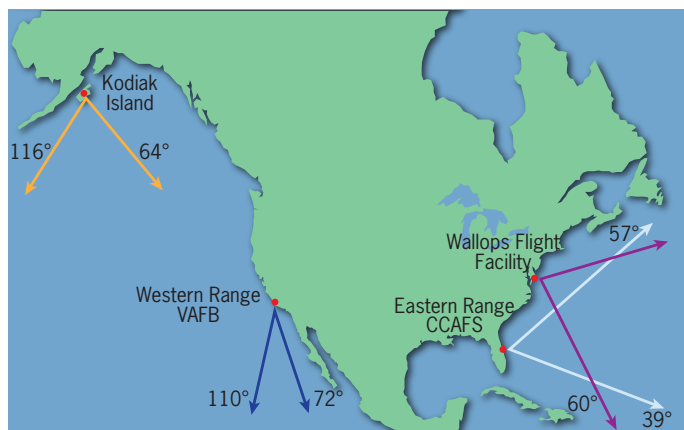 Kodiak
Island
116°
64°
57°
Wallops Flight
Facility
Western Range
VAFB
Eastern Range
CCAFS
110°
72°
60°
39°